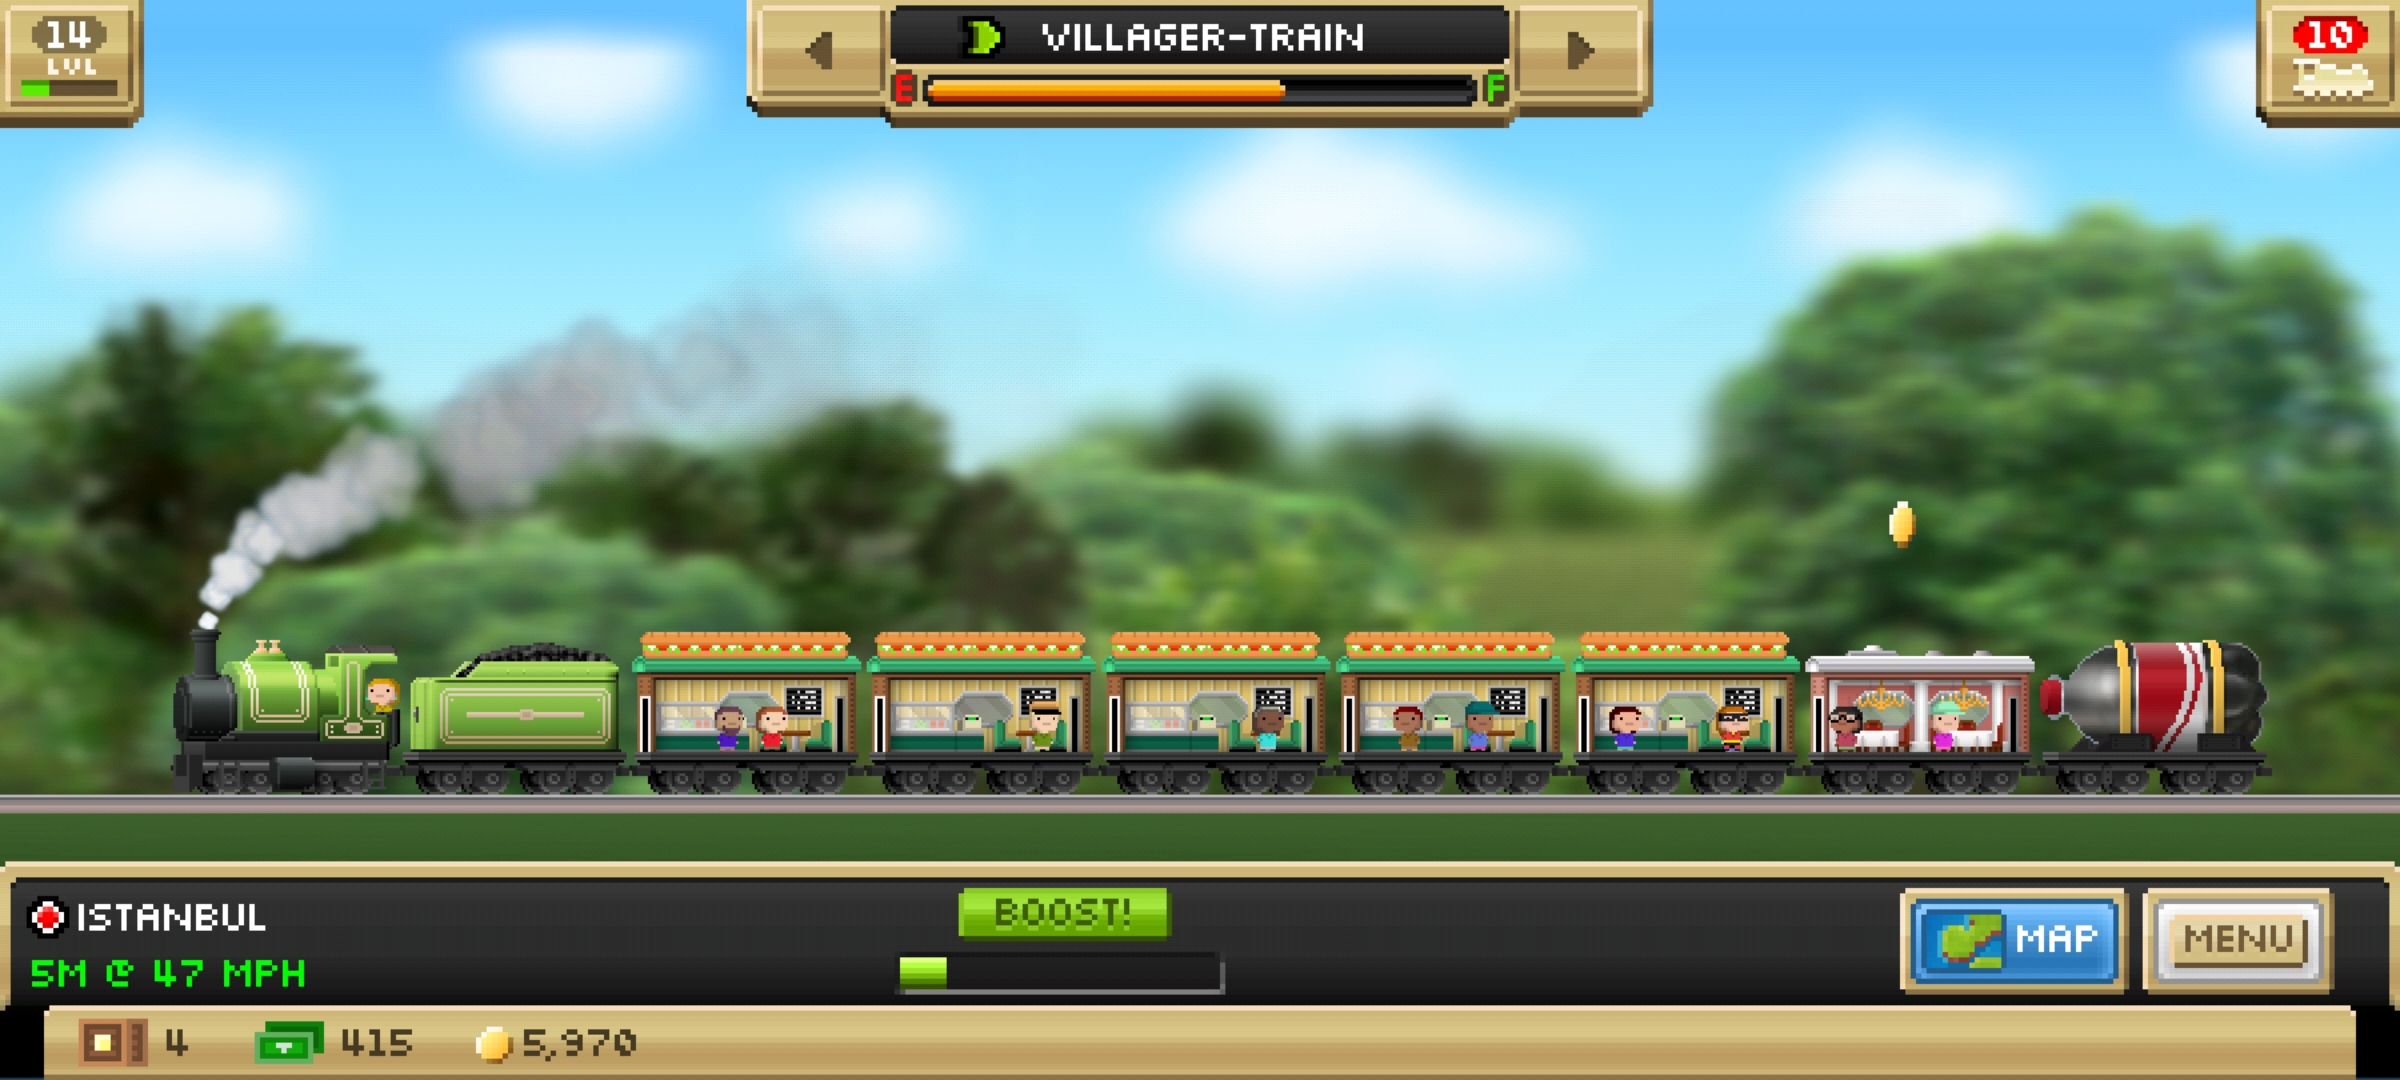 14
LVL
VILLAGER-TRAIN
E F
10
ISTANBUL
5M @ 47 MPH
BOOST!
MAP
MENU
4
415
5,970